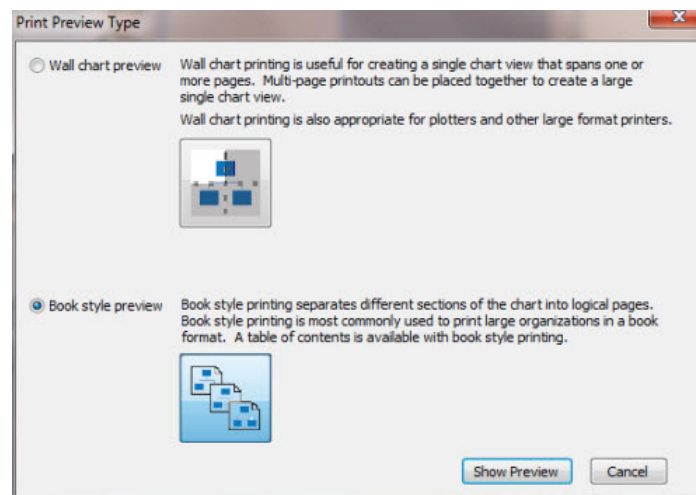 Print Preview Type
Wall chart preview
Wall chart printing is useful for creating a single chart view that spans one or
more pages. Multi-page printouts can be placed together to create a large
single chart view.
Wall chart printing is also appropriate for plotters and other large format printers.
Book style preview
Book style printing separates different sections of the chart into logical pages.
Book style printing is most commonly used to print large organizations in a book
format. A table of contents is available with book style printing.
Show Preview
Cancel